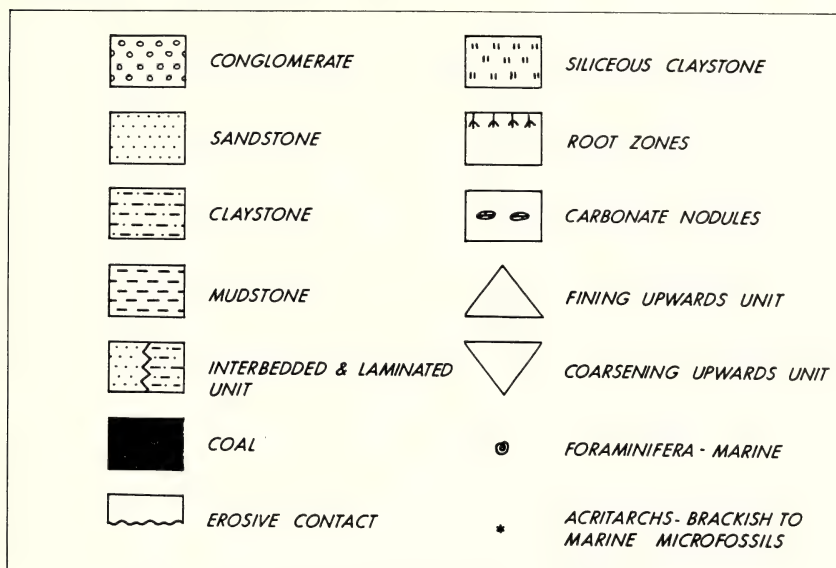 CONGLOMERATE
SANDSTONE
CLAYSTONE
MUDSTONE
INTERBEDDED & LAMINATED
UNIT
COAL
EROSIVE CONTACT
SILICEOUS CLAYSTONE
ROOT ZONES
CARBONATE NODULES
FINING UPWARDS UNIT
COARSENING UPWARDS UNIT
FORAMINIFERA - MARINE
ACRITARCHS - BRACKISH TO
MARINE MICROFOSSILS